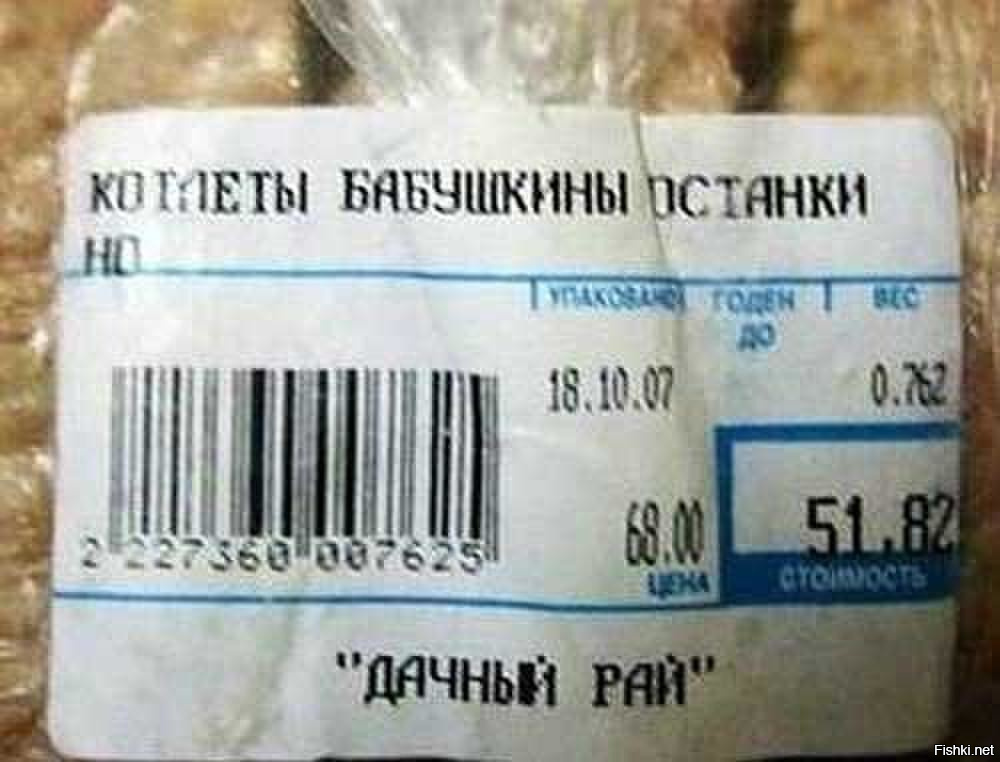 КОТЛЕТЫ БАБУШКИНЫ ОСТАНКИ
НО
УПАКОВАНО ГОДЕН ДО ВЕС
18.10.07 0.762
2 227360 007625
68.00 51.82
ЦЕНА СТОИМОСТЬ
"ДАЧНЫЙ РАЙ"
Fishki.net